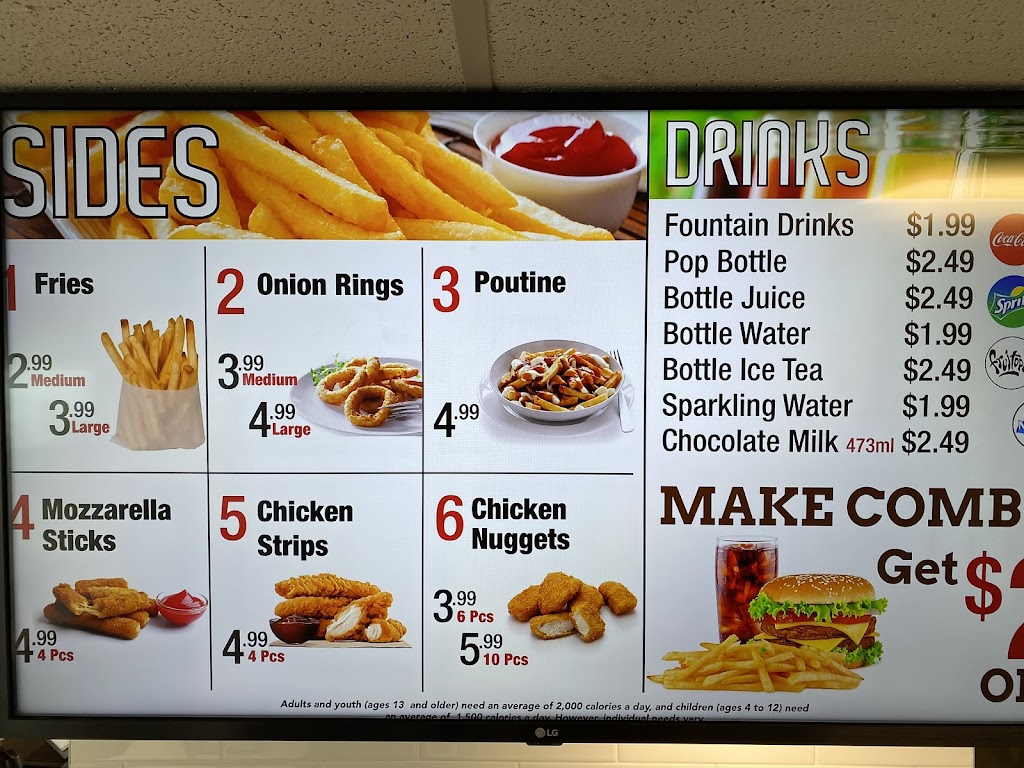 SIDES
1 Fries
2.99 Medium
3.99 Large
2 Onion Rings
3.99 Medium
4.99 Large
3 Poutine
4.99
4 Mozzarella
Sticks
4.99 4 Pcs
5 Chicken
Strips
4.99 4 Pcs
6 Chicken
Nuggets
3.99 6 Pcs
5.99 10 Pcs
Adults and youth (ages 13 and older) need an average of 2,000 calories a day, and children (ages 4 to 12) need
an average of 1,500 calories a day. However, individual needs vary.
DRINKS
Fountain Drinks $1.99
Pop Bottle $2.49
Bottle Juice $2.49
Bottle Water $1.99
Bottle Ice Tea $2.49
Sparkling Water $1.99
Chocolate Milk 473ml $2.49
Coca-C
Spri
Fruitop
MAKE COMB
Get $
LG